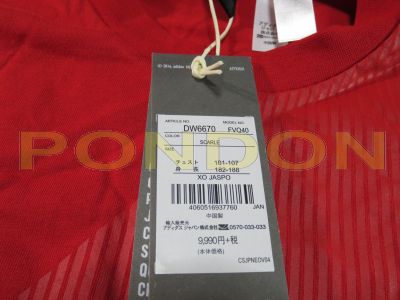 © 2018 adidas
ARTICLE NO. MODEL NO.
DW6670 FVQ40
COLOR
SCARLE
SIZE
チェスト 101-107
身 長 182-188
XO JASPO
4060516937760 JAN
中国製
輸入販売元
アディダス ジャパン株式会社 0570-033-033
9,990円+税
(本体価格)
CSJPNEOV04
PONDON